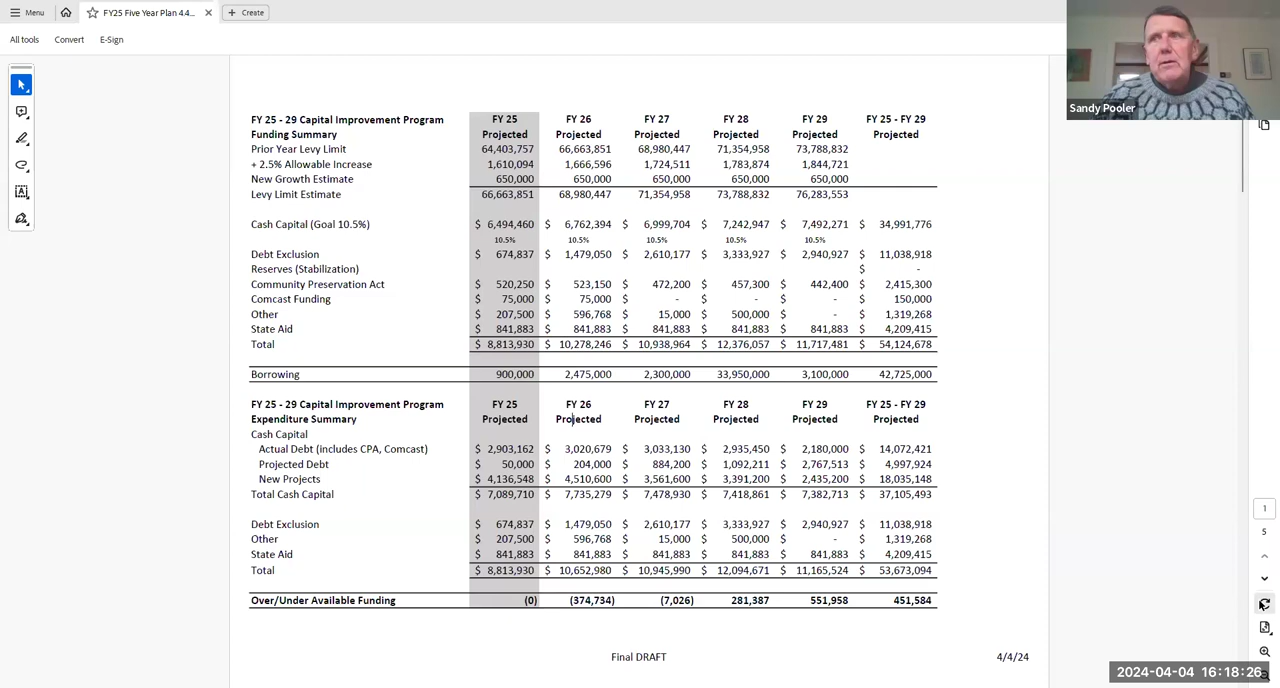 Menu FY25 Five Year Plan 4.4... Create
All tools Convert E-Sign
Sandy Pooler
FY 25 - 29 Capital Improvement Program FY 25 FY 26 FY 27 FY 28 FY 29 FY 25 - FY 29
Funding Summary Projected Projected Projected Projected Projected Projected
Prior Year Levy Limit 64,403,757 66,663,851 68,980,447 71,354,958 73,788,832
+ 2.5% Allowable Increase 1,610,094 1,666,596 1,724,511 1,783,874 1,844,721
New Growth Estimate 650,000 650,000 650,000 650,000 650,000
Levy Limit Estimate 66,663,851 68,980,447 71,354,958 73,788,832 76,283,553
Cash Capital (Goal 10.5%) $ 6,494,460 $ 6,762,394 $ 6,999,704 $ 7,242,947 $ 7,492,271 $ 34,991,776
10.5% 10.5% 10.5% 10.5% 10.5%
Debt Exclusion $ 674,837 $ 1,479,050 $ 2,610,177 $ 3,333,927 $ 2,940,927 $ 11,038,918
Reserves (Stabilization) $ -
Community Preservation Act $ 520,250 $ 523,150 $ 472,200 $ 457,300 $ 442,400 $ 2,415,300
Comcast Funding $ 75,000 $ 75,000 $ - $ - $ - $ 150,000
Other $ 207,500 $ 596,768 $ 15,000 $ 500,000 $ - $ 1,319,268
State Aid $ 841,883 $ 841,883 $ 841,883 $ 841,883 $ 841,883 $ 4,209,415
Total $ 8,813,930 $ 10,278,246 $ 10,938,964 $ 12,376,057 $ 11,717,481 $ 54,124,678
Borrowing 900,000 2,475,000 2,300,000 33,950,000 3,100,000 42,725,000
FY 25 - 29 Capital Improvement Program FY 25 FY 26 FY 27 FY 28 FY 29 FY 25 - FY 29
Expenditure Summary Projected Projected Projected Projected Projected Projected
Cash Capital
Actual Debt (includes CPA, Comcast) $ 2,903,162 $ 3,020,679 $ 3,033,130 $ 2,935,450 $ 2,180,000 $ 14,072,421
Projected Debt $ 50,000 $ 204,000 $ 884,200 $ 1,092,211 $ 2,767,513 $ 4,997,924
New Projects $ 4,136,548 $ 4,510,600 $ 3,561,600 $ 3,391,200 $ 2,435,200 $ 18,035,148
Total Cash Capital $ 7,089,710 $ 7,735,279 $ 7,478,930 $ 7,418,861 $ 7,382,713 $ 37,105,493
Debt Exclusion $ 674,837 $ 1,479,050 $ 2,610,177 $ 3,333,927 $ 2,940,927 $ 11,038,918
Other $ 207,500 $ 596,768 $ 15,000 $ 500,000 $ - $ 1,319,268
State Aid $ 841,883 $ 841,883 $ 841,883 $ 841,883 $ 841,883 $ 4,209,415
Total $ 8,813,930 $ 10,652,980 $ 10,945,990 $ 12,094,671 $ 11,165,524 $ 53,673,094
Over/Under Available Funding (0) (374,734) (7,026) 281,387 551,958 451,584
Final DRAFT 4/4/24
1
5
2024-04-04 16:18:26